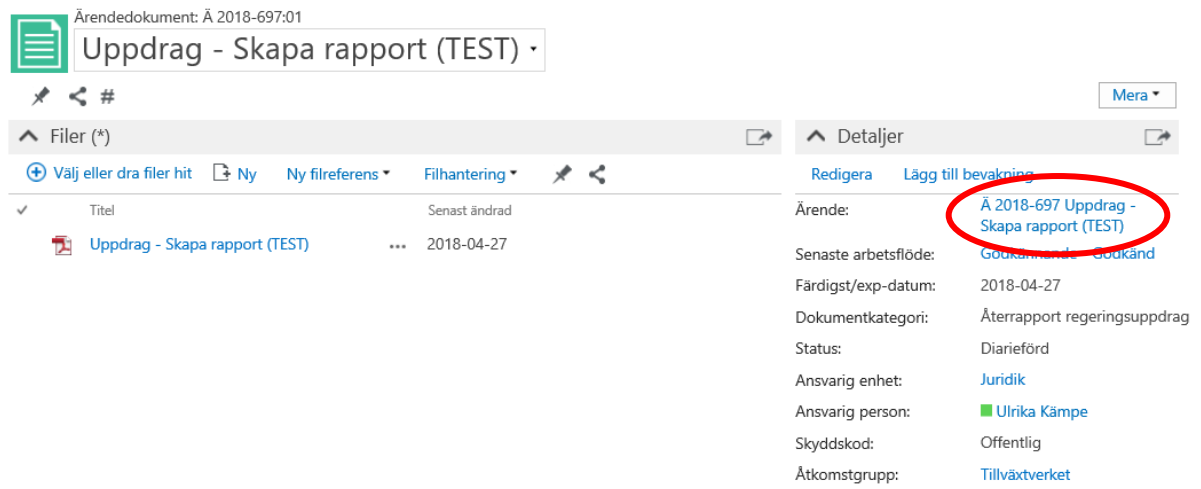 Ärendedokument: Ä 2018-697:01
Uppdrag - Skapa rapport (TEST)
#
Mera
Filer (*)
Detaljer
Välj eller dra filer hit Ny Ny filreferens Filhantering
Redigera Lägg till bevakning
Titel Senast ändrad
Uppdrag - Skapa rapport (TEST) ... 2018-04-27
Ärende: Ä 2018-697 Uppdrag -
Skapa rapport (TEST)
Senaste arbetsflöde: Godkännande - Godkänd
Färdigst/exp-datum: 2018-04-27
Dokumentkategori: Återrapport regeringsuppdrag
Status: Diarieförd
Ansvarig enhet: Juridik
Ansvarig person: Ulrika Kämpe
Skyddskod: Offentlig
Åtkomstgrupp: Tillväxtverket